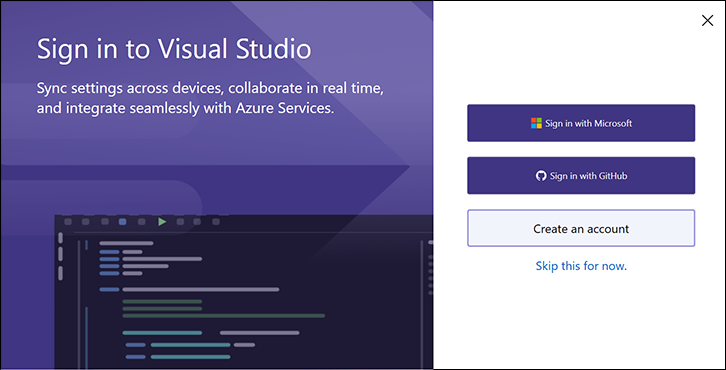 Sign in to Visual Studio
Sync settings across devices, collaborate in real time,
and integrate seamlessly with Azure Services.
Sign in with Microsoft
Sign in with GitHub
Create an account
Skip this for now.